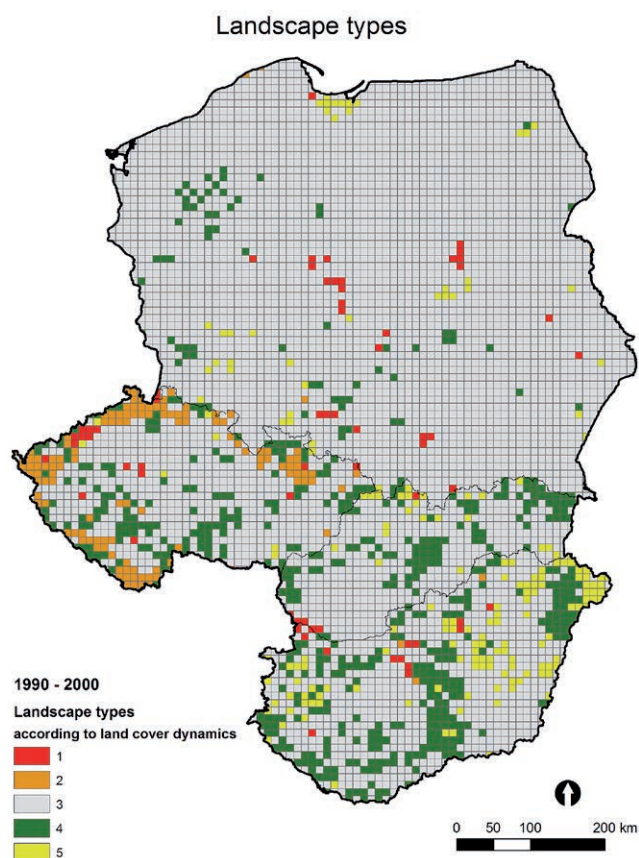 Landscape types
1990 - 2000
Landscape types
according to land cover dynamics
1
2
3
4
5
0 50 100 200 km